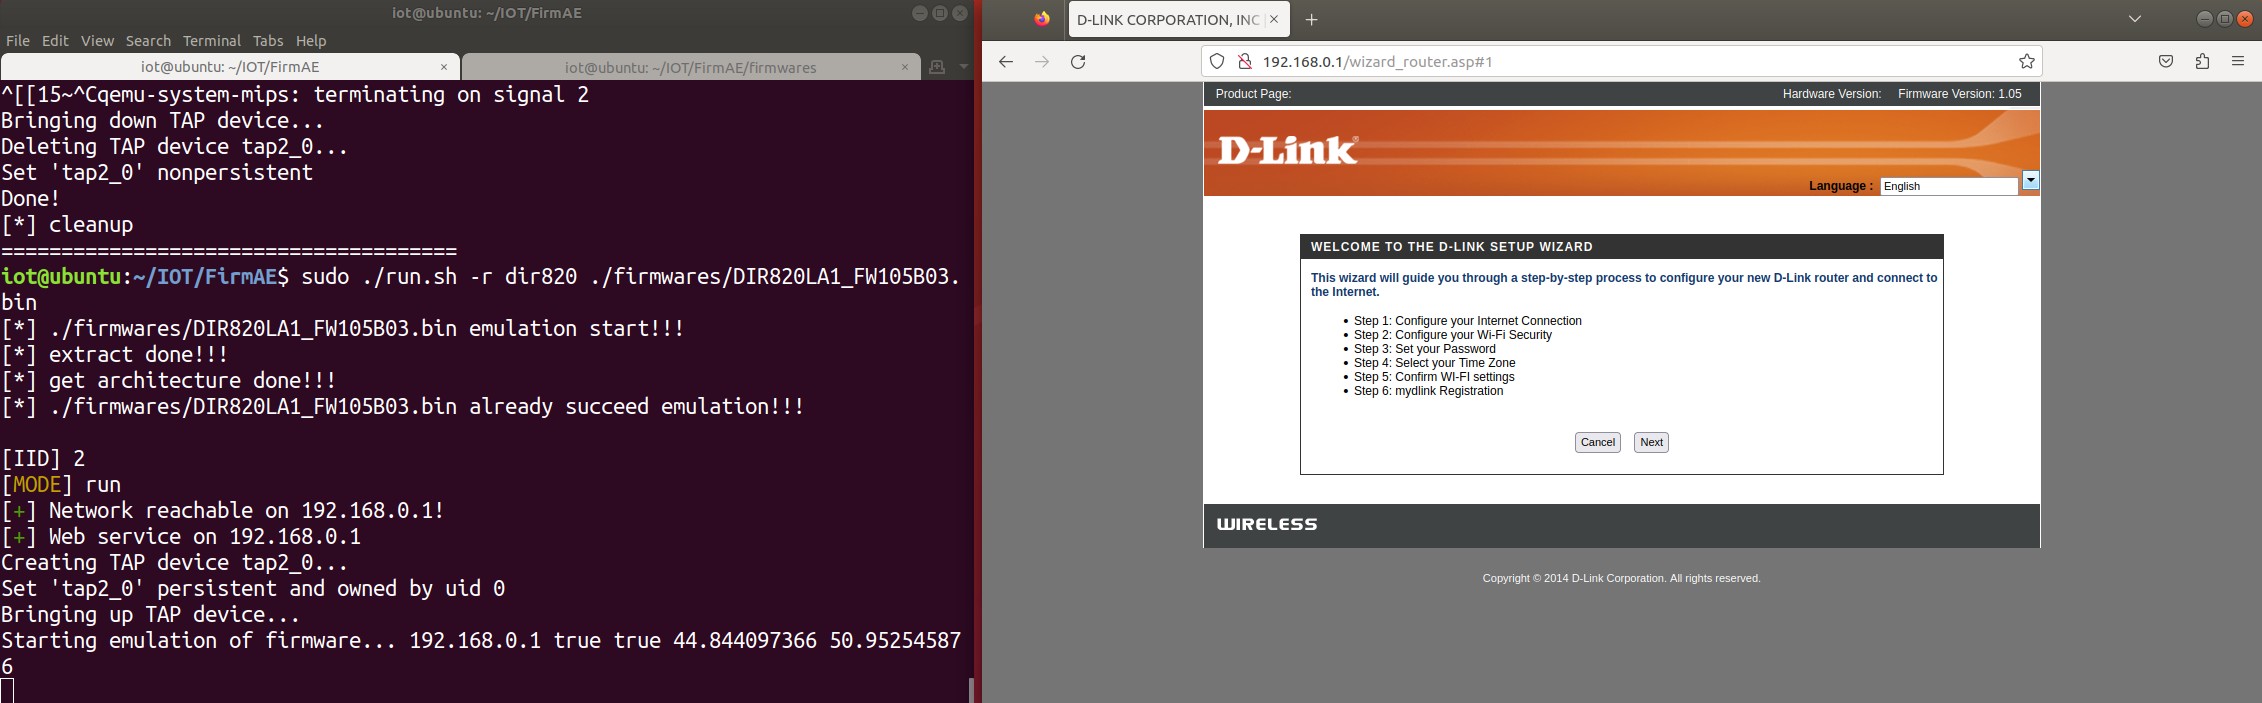 iot@ubuntu: ~/IOT/FirmAE
File Edit View Search Terminal Tabs Help
iot@ubuntu: ~/IOT/FirmAE × iot@ubuntu: ~/IOT/FirmAE/firmwares ×
^[[15~^Cqemu-system-mips: terminating on signal 2
Bringing down TAP device...
Deleting TAP device tap2_0...
Set 'tap2_0' nonpersistent
Done!
[*] cleanup
======================================
iot@ubuntu:~/IOT/FirmAE$ sudo ./run.sh -r dir820 ./firmwares/DIR820LA1_FW105B03.
bin
[*] ./firmwares/DIR820LA1_FW105B03.bin emulation start!!!
[*] extract done!!!
[*] get architecture done!!!
[*] ./firmwares/DIR820LA1_FW105B03.bin already succeed emulation!!!
[IID] 2
[MODE] run
[+] Network reachable on 192.168.0.1!
[+] Web service on 192.168.0.1
Creating TAP device tap2_0...
Set 'tap2_0' persistent and owned by uid 0
Bringing up TAP device...
Starting emulation of firmware... 192.168.0.1 true true 44.844097366 50.95254587
6
D-LINK CORPORATION, INC
192.168.0.1/wizard_router.asp#1
Product Page: Hardware Version: Firmware Version: 1.05
D-Link®
Language : English
WELCOME TO THE D-LINK SETUP WIZARD
This wizard will guide you through a step-by-step process to configure your new D-Link router and connect to
the Internet.
• Step 1: Configure your Internet Connection
• Step 2: Configure your Wi-Fi Security
• Step 3: Set your Password
• Step 4: Select your Time Zone
• Step 5: Confirm WI-FI settings
• Step 6: mydlink Registration
Cancel Next
WIRELESS
Copyright © 2014 D-Link Corporation. All rights reserved.